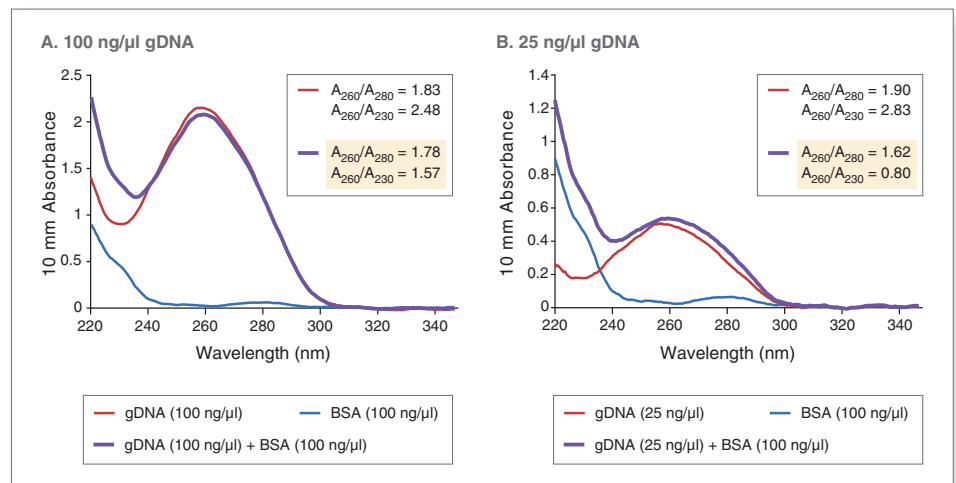 A. 100 ng/µl gDNA
2.5
2
1.5
1
0.5
0
220 240 260 280 300 320 340
10 mm Absorbance
Wavelength (nm)
A260/A280 = 1.83
A260/A230 = 2.48
A260/A280 = 1.78
A260/A230 = 1.57
gDNA (100 ng/µl) BSA (100 ng/µl)
gDNA (100 ng/µl) + BSA (100 ng/µl)
B. 25 ng/µl gDNA
1.4
1.2
1
0.8
0.6
0.4
0.2
0
220 240 260 280 300 320 340
10 mm Absorbance
Wavelength (nm)
A260/A280 = 1.90
A260/A230 = 2.83
A260/A280 = 1.62
A260/A230 = 0.80
gDNA (25 ng/µl) BSA (100 ng/µl)
gDNA (25 ng/µl) + BSA (100 ng/µl)